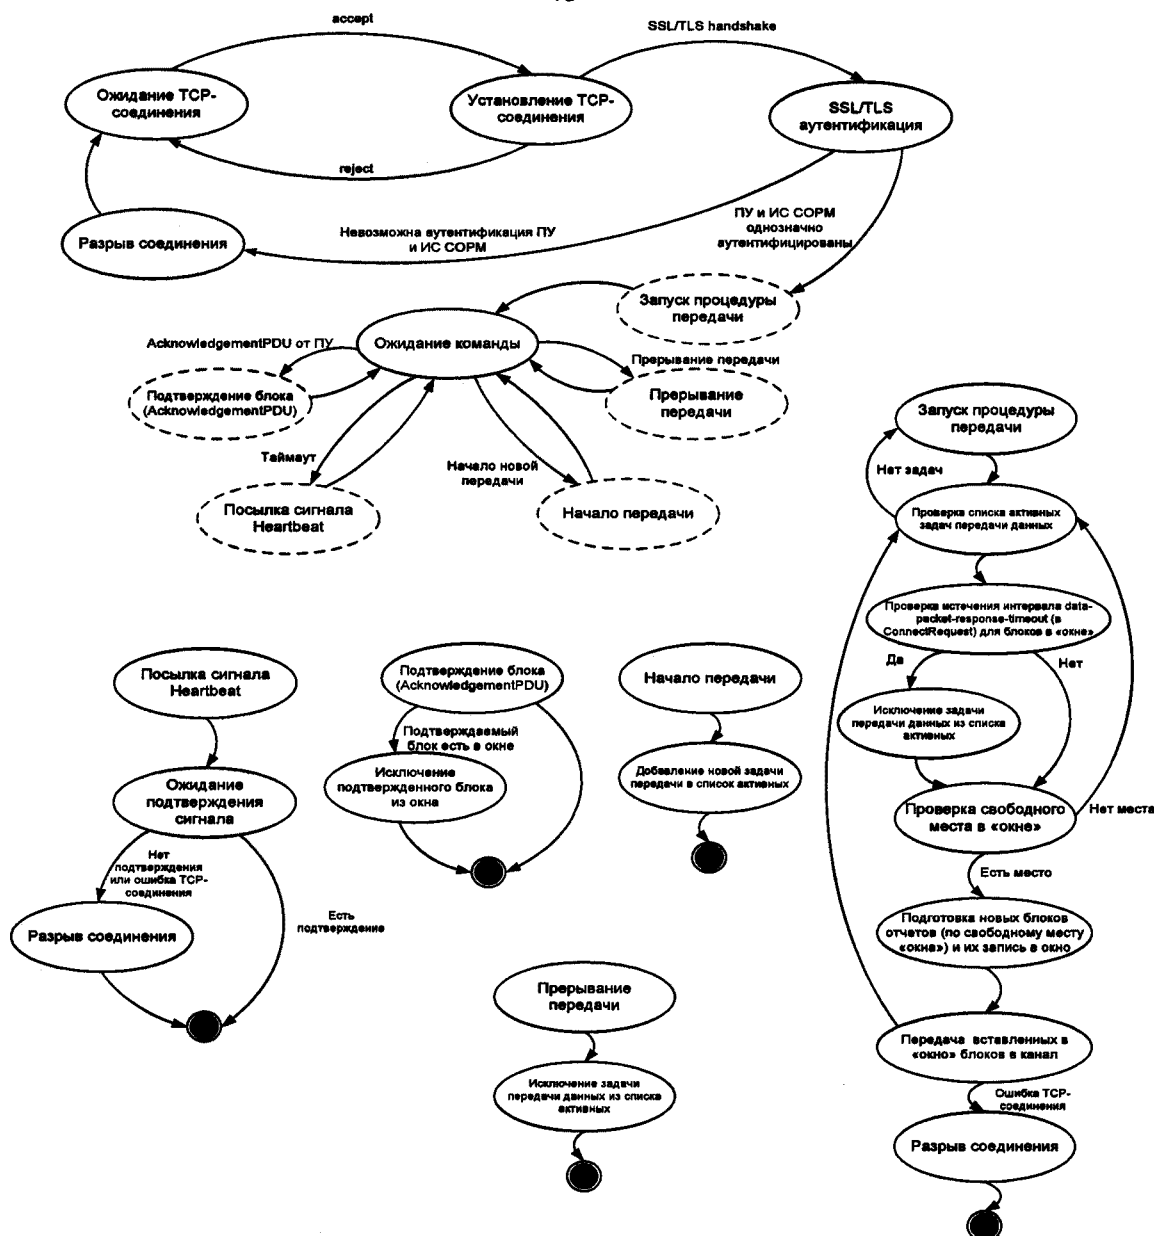 accept
SSL/TLS handshake
Ожидание TCP-
соединения
Установление TCP-
соединения
SSL/TLS
аутентификация
reject
Разрыв соединения
Невозможна аутентификация ПУ
и ИС СОРМ
ПУ и ИС СОРМ
однозначно
аутентифицированы
Запуск процедуры
передачи
Ожидание команды
AcknowledgementPDU от ПУ
Прерывание передачи
Подтверждение блока
(AcknowledgementPDU)
Прерывание
передачи
Таймаут
Начало новой
передачи
Посылка сигнала
Heartbeat
Начало передачи
Запуск процедуры
передачи
Нет задач
Проверка списка активных
задач передачи данных
Проверка истечения интервала data-
packet-response-timeout (в
ConnectRequest) для блоков в «окне»
Да
Нет
Исключение задачи
передачи данных из списка
активных
Проверка свободного
места в «окне»
Нет места
Есть место
Подготовка новых блоков
отчетов (по свободному месту
«окна») и их запись в окно
Передача вставленных в
«окно» блоков в канал
Ошибка TCP-
соединения
Разрыв соединения
Посылка сигнала
Heartbeat
Ожидание
подтверждения
сигнала
Нет
подтверждения
или ошибка TCP-
соединения
Разрыв соединения
Есть
подтверждение
Подтверждение блока
(AcknowledgementPDU)
Подтверждаемый
блок есть в окне
Исключение
подтвержденного блока
из окна
Начало передачи
Добавление новой задачи
передачи в список активных
Прерывание
передачи
Исключение задачи
передачи данных из списка
активных